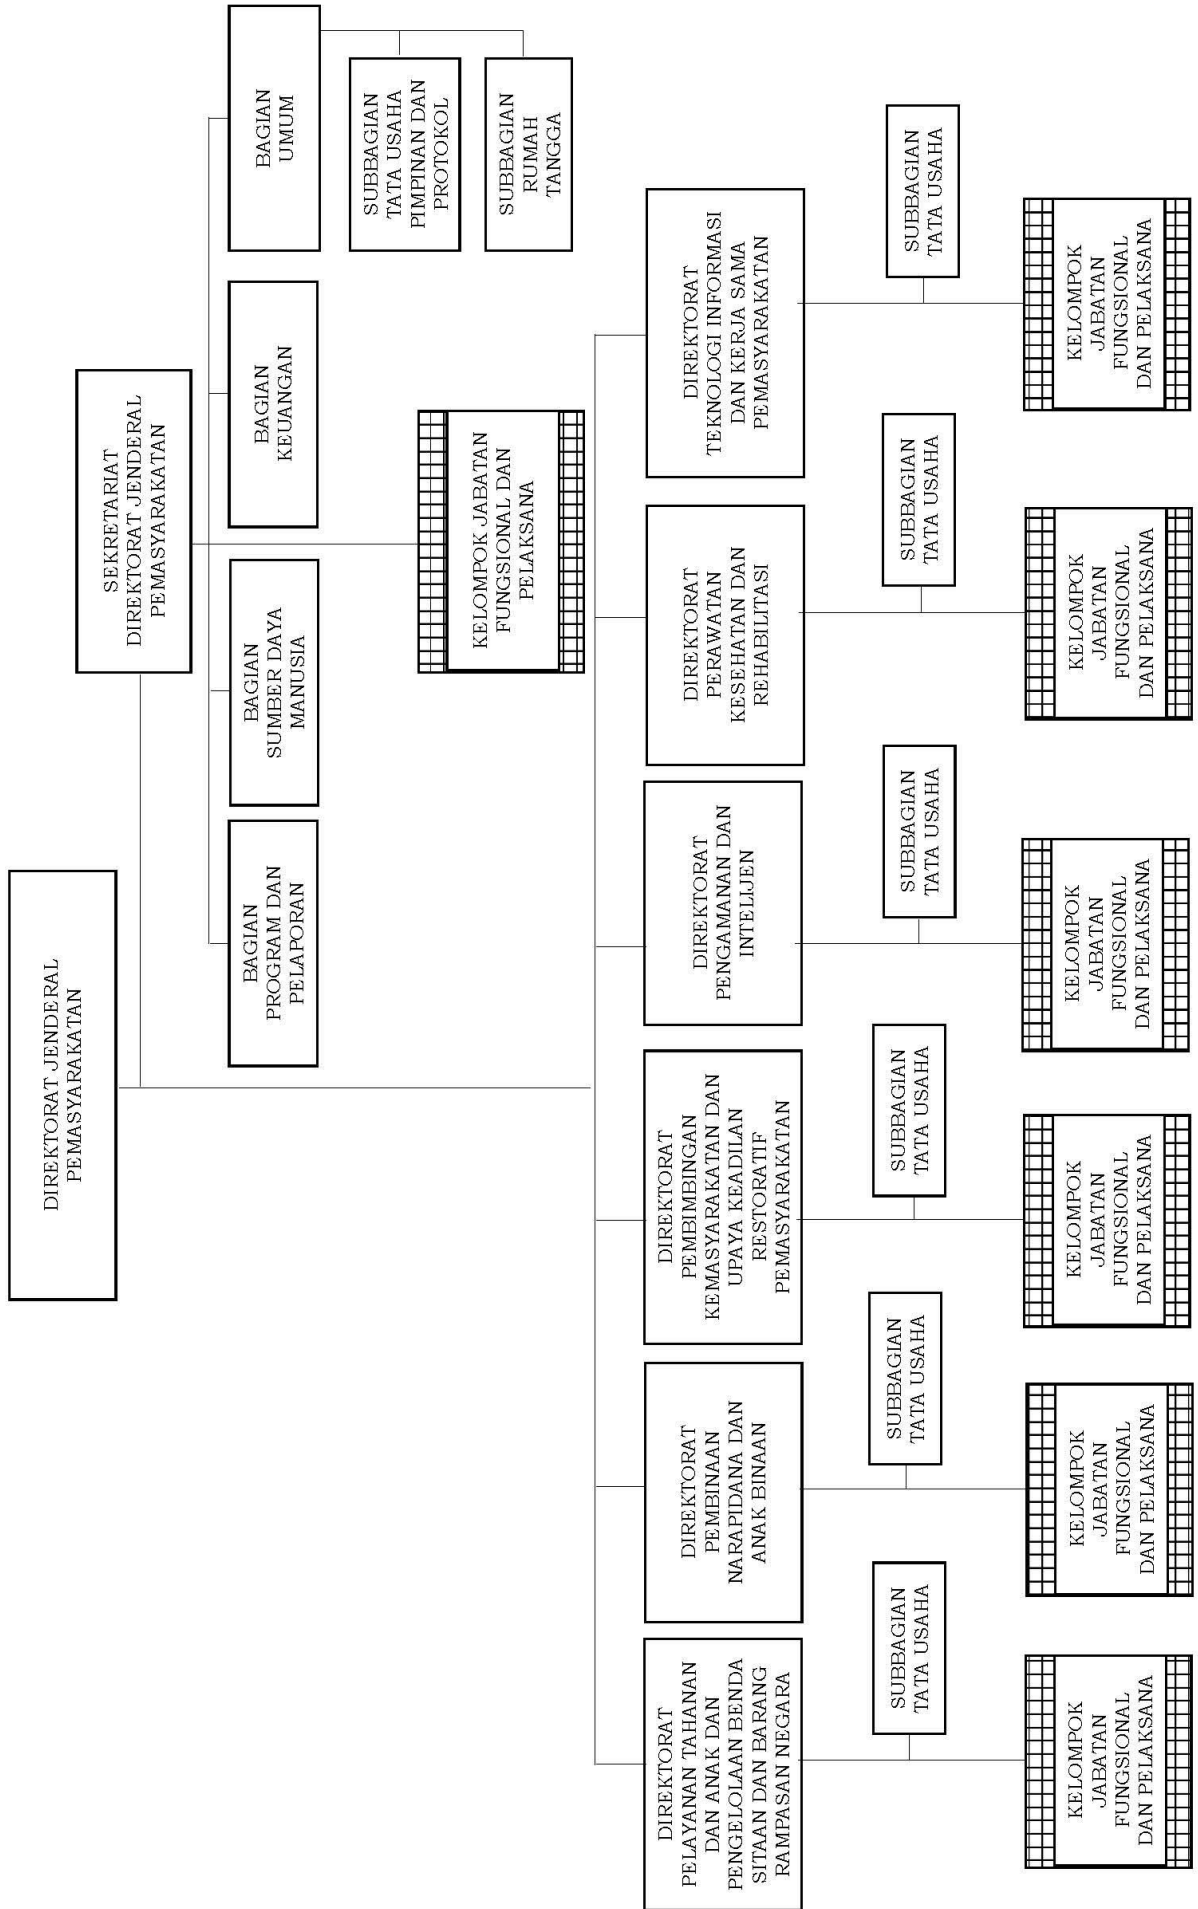 DIREKTORAT JENDERAL
PEMASYARAKATAN
SEKRETARIAT
DIREKTORAT JENDERAL
PEMASYARAKATAN
BAGIAN
PROGRAM DAN
PELAPORAN
BAGIAN
SUMBER DAYA
MANUSIA
BAGIAN
KEUANGAN
BAGIAN
UMUM
SUBBAGIAN
TATA USAHA
PIMPINAN DAN
PROTOKOL
SUBBAGIAN
RUMAH
TANGGA
KELOMPOK JABATAN
FUNGSIONAL DAN
PELAKSANA
DIREKTORAT
PELAYANAN TAHANAN
DAN ANAK DAN
PENGELOLAAN BENDA
SITAAN DAN BARANG
RAMPASAN NEGARA
DIREKTORAT
PEMBINAAN
NARAPIDANA DAN
ANAK BINAAN
DIREKTORAT
PEMBIMBINGAN
KEMASYARAKATAN DAN
UPAYA KEADILAN
RESTORATIF
PEMASYARAKATAN
DIREKTORAT
PENGAMANAN DAN
INTELIJEN
DIREKTORAT
PERAWATAN
KESEHATAN DAN
REHABILITASI
DIREKTORAT
TEKNOLOGI INFORMASI
DAN KERJA SAMA
PEMASYARAKATAN
SUBBAGIAN
TATA USAHA
SUBBAGIAN
TATA USAHA
SUBBAGIAN
TATA USAHA
SUBBAGIAN
TATA USAHA
SUBBAGIAN
TATA USAHA
SUBBAGIAN
TATA USAHA
KELOMPOK
JABATAN
FUNGSIONAL
DAN PELAKSANA
KELOMPOK
JABATAN
FUNGSIONAL
DAN PELAKSANA
KELOMPOK
JABATAN
FUNGSIONAL
DAN PELAKSANA
KELOMPOK
JABATAN
FUNGSIONAL
DAN PELAKSANA
KELOMPOK
JABATAN
FUNGSIONAL
DAN PELAKSANA
KELOMPOK
JABATAN
FUNGSIONAL
DAN PELAKSANA